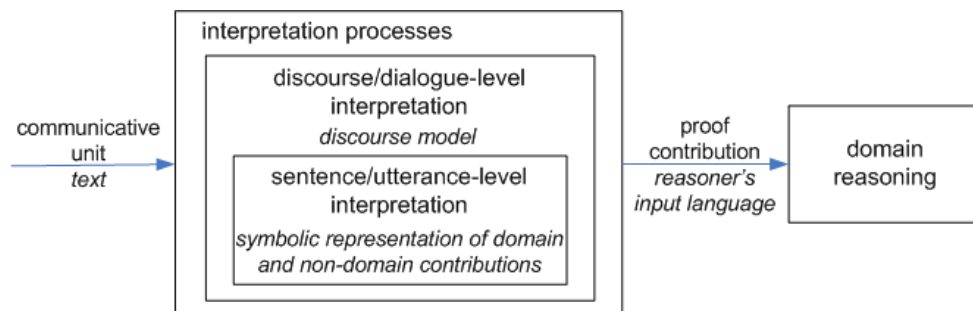 interpretation processes
discourse/dialogue-level
interpretation
discourse model
sentence/utterance-level
interpretation
symbolic representation of domain
and non-domain contributions
communicative
unit
text
proof
contribution
reasoner's
input language
domain
reasoning